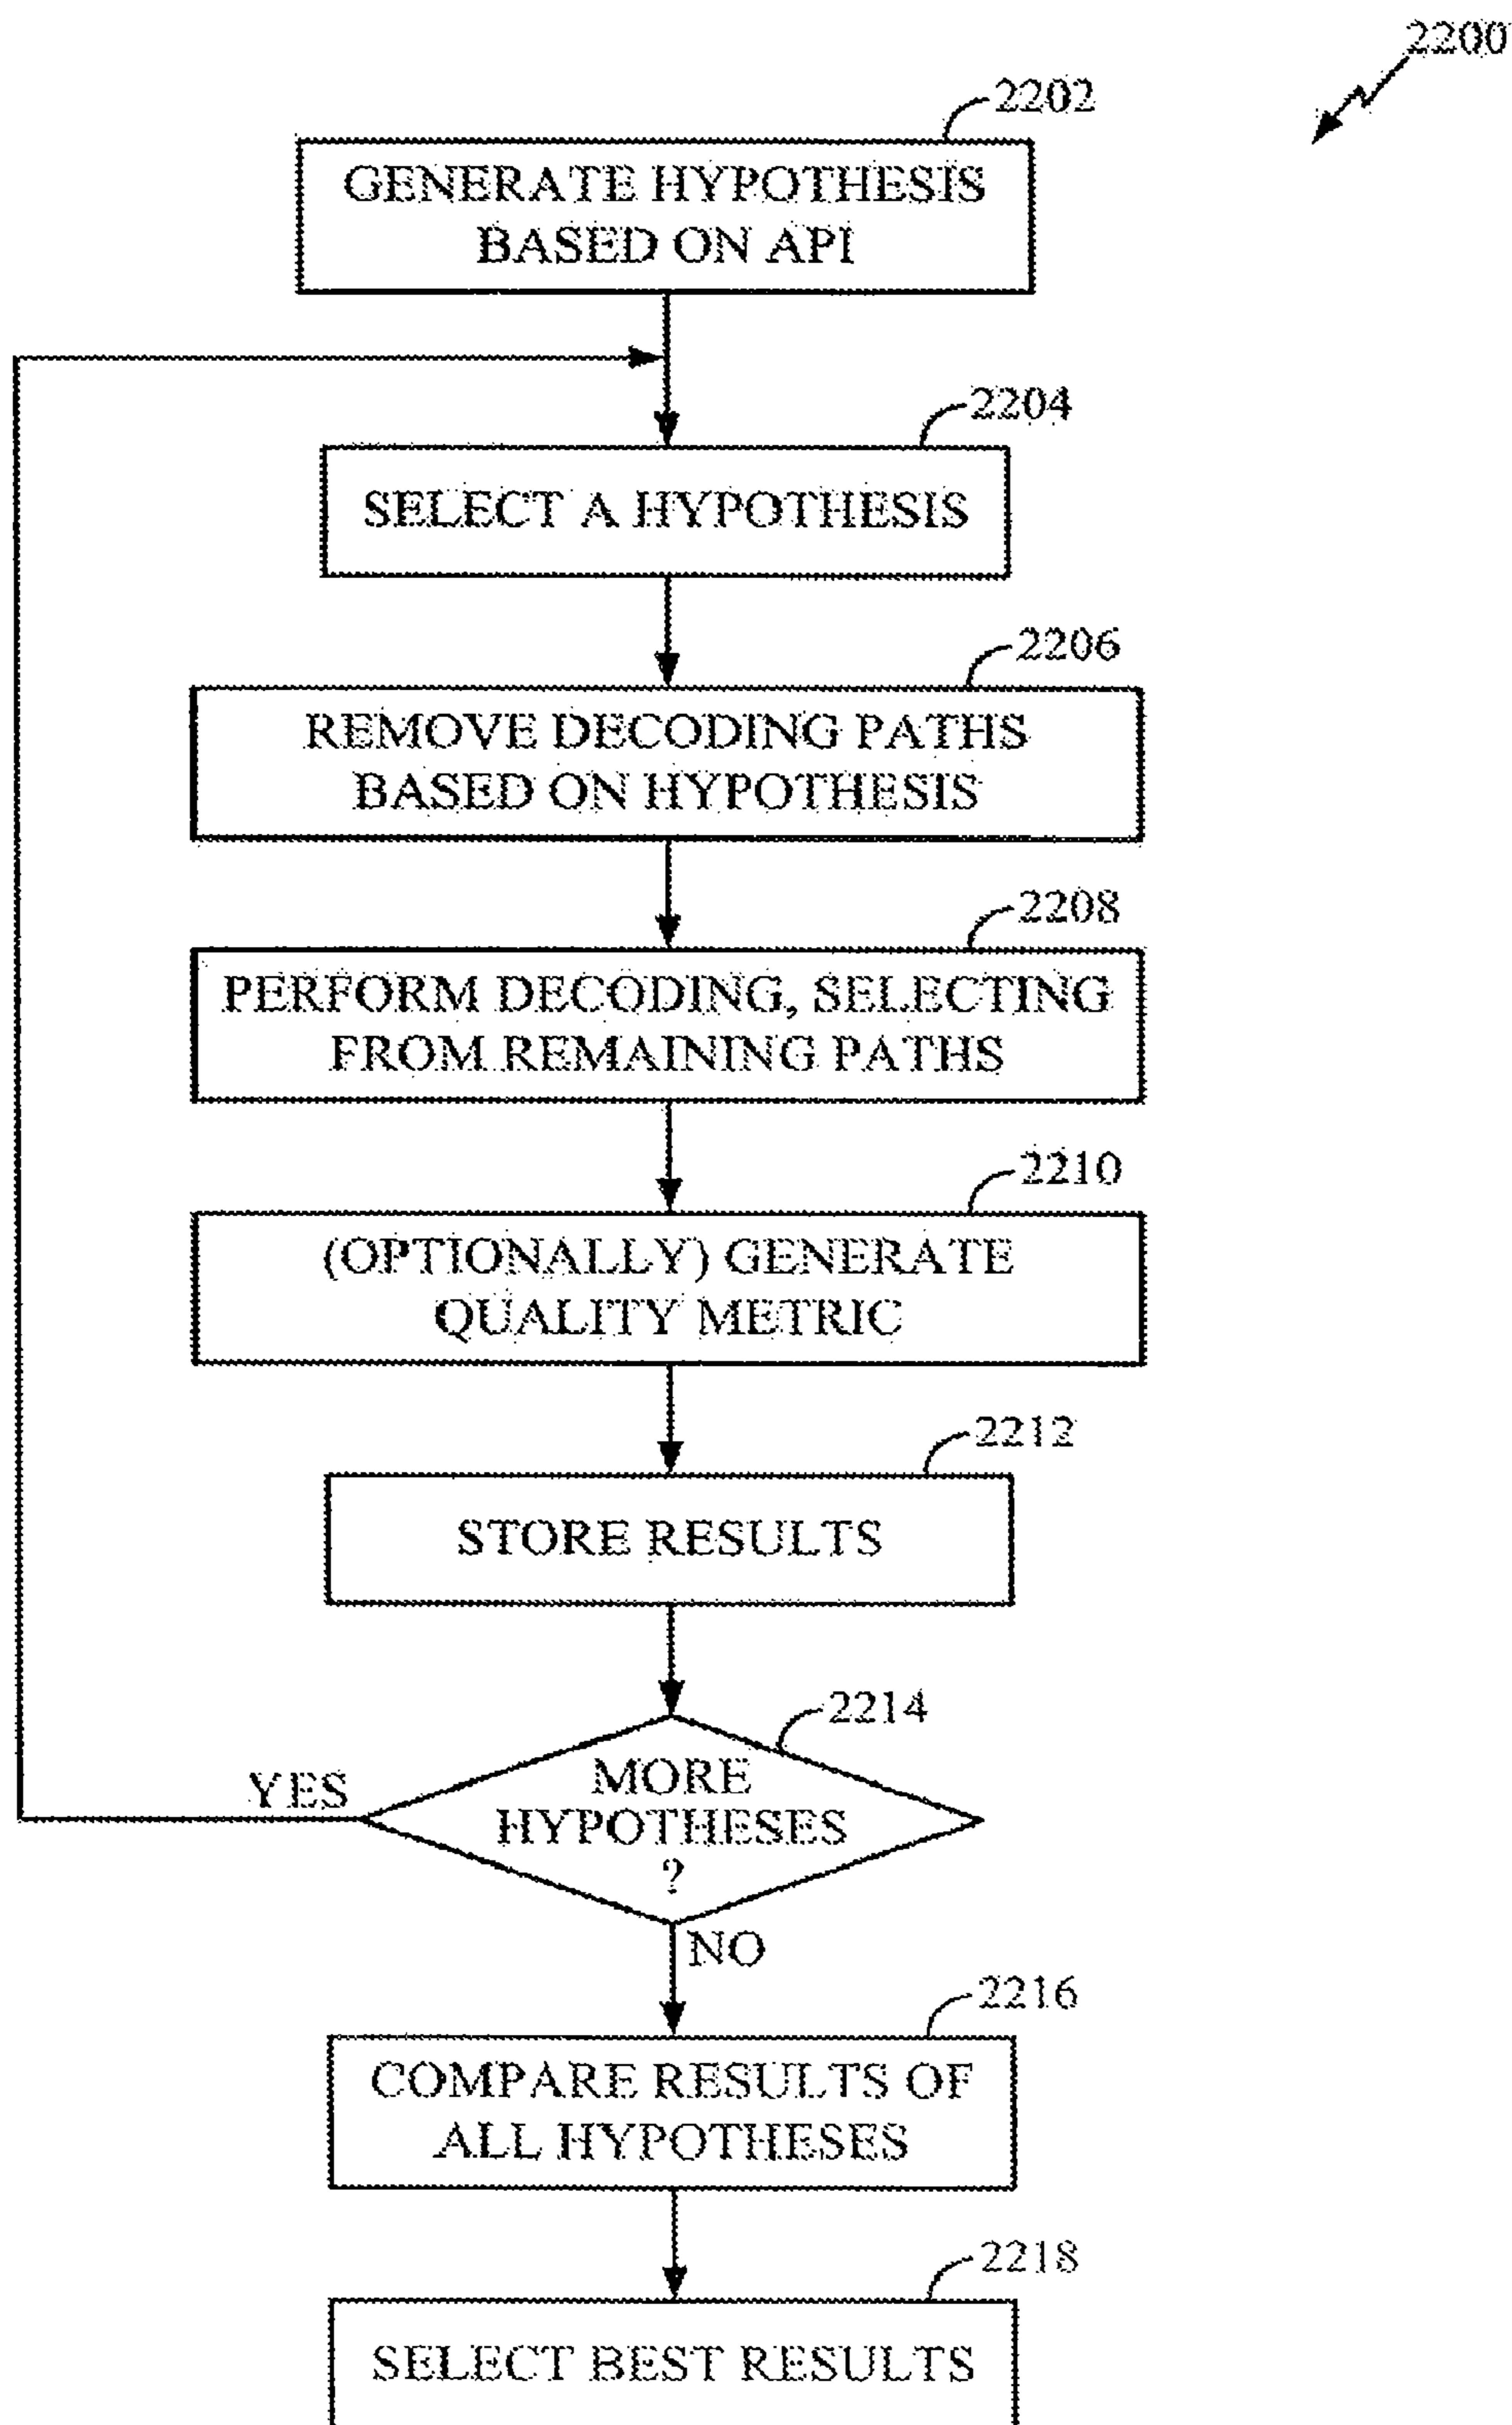 2200
2202
GENERATE HYPOTHESIS
BASED ON API
2204
SELECT A HYPOTHESIS
2206
REMOVE DECODING PATHS
BASED ON HYPOTHESIS
2208
PERFORM DECODING, SELECTING
FROM REMAINING PATHS
2210
(OPTIONALLY) GENERATE
QUALITY METRIC
2212
STORE RESULTS
2214
MORE
HYPOTHESES
?
YES
NO
2216
COMPARE RESULTS OF
ALL HYPOTHESES
2218
SELECT BEST RESULTS